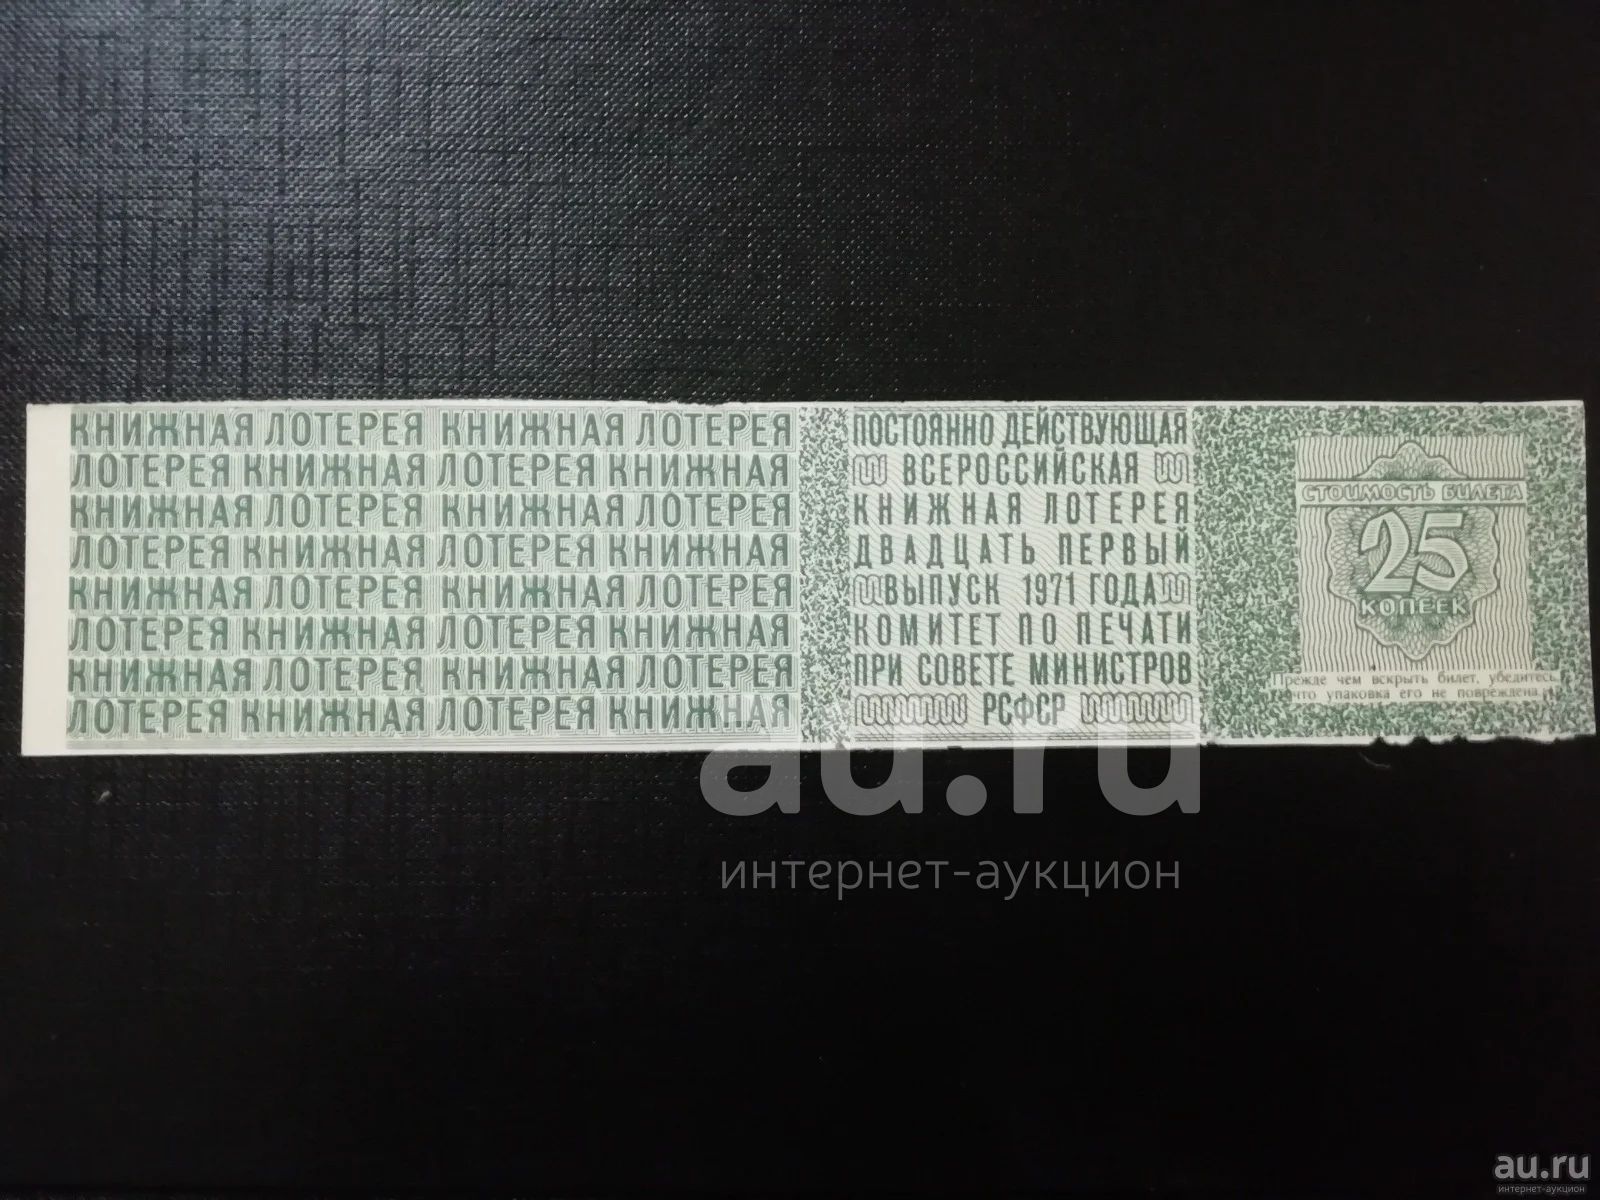 КНИЖНАЯ ЛОТЕРЕЯ КНИЖНАЯ ЛОТЕРЕЯ
ЛОТЕРЕЯ КНИЖНАЯ ЛОТЕРЕЯ КНИЖНАЯ
КНИЖНАЯ ЛОТЕРЕЯ КНИЖНАЯ ЛОТЕРЕЯ
ЛОТЕРЕЯ КНИЖНАЯ ЛОТЕРЕЯ КНИЖНАЯ
КНИЖНАЯ ЛОТЕРЕЯ КНИЖНАЯ ЛОТЕРЕЯ
ЛОТЕРЕЯ КНИЖНАЯ ЛОТЕРЕЯ КНИЖНАЯ
КНИЖНАЯ ЛОТЕРЕЯ КНИЖНАЯ ЛОТЕРЕЯ
ЛОТЕРЕЯ КНИЖНАЯ ЛОТЕРЕЯ КНИЖНАЯ
ПОСТОЯННО ДЕЙСТВУЮЩАЯ
ВСЕРОССИЙСКАЯ
КНИЖНАЯ ЛОТЕРЕЯ
ДВАДЦАТЬ ПЕРВЫЙ
ВЫПУСК 1971 ГОДА
КОМИТЕТ ПО ПЕЧАТИ
ПРИ СОВЕТЕ МИНИСТРОВ
РСФСР
СТОИМОСТЬ БИЛЕТА
25
КОПЕЕК
Прежде чем вскрыть билет, убедитесь,
что упаковка его не повреждена.
au.ru
интернет-аукцион
au.ru
интернет-аукцион